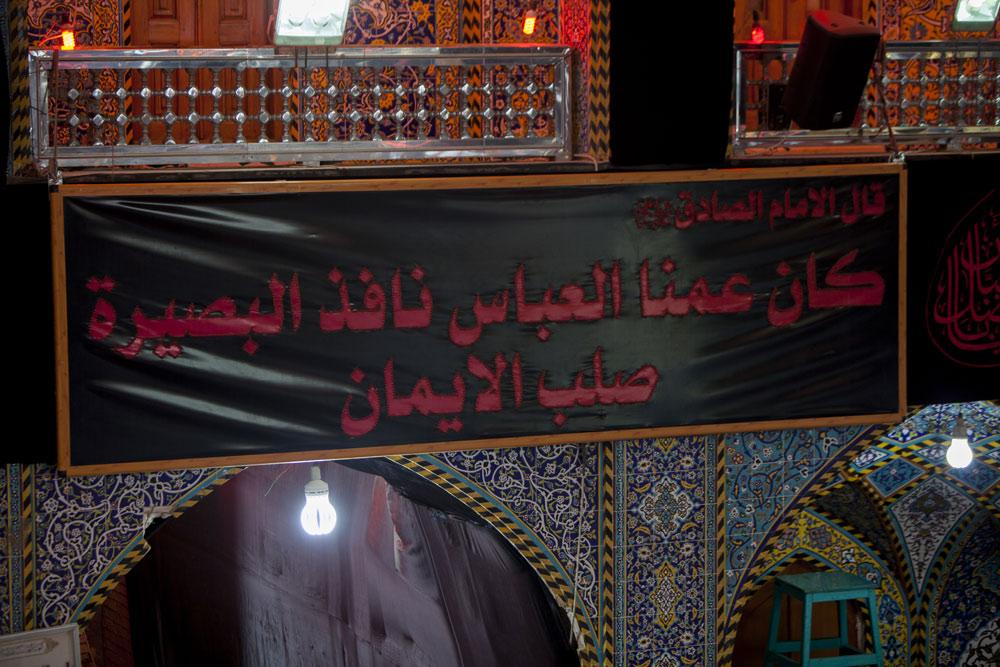 قال الامام الصادق
كان عمنا العباس نافذ البصيرة
صلب الايمان